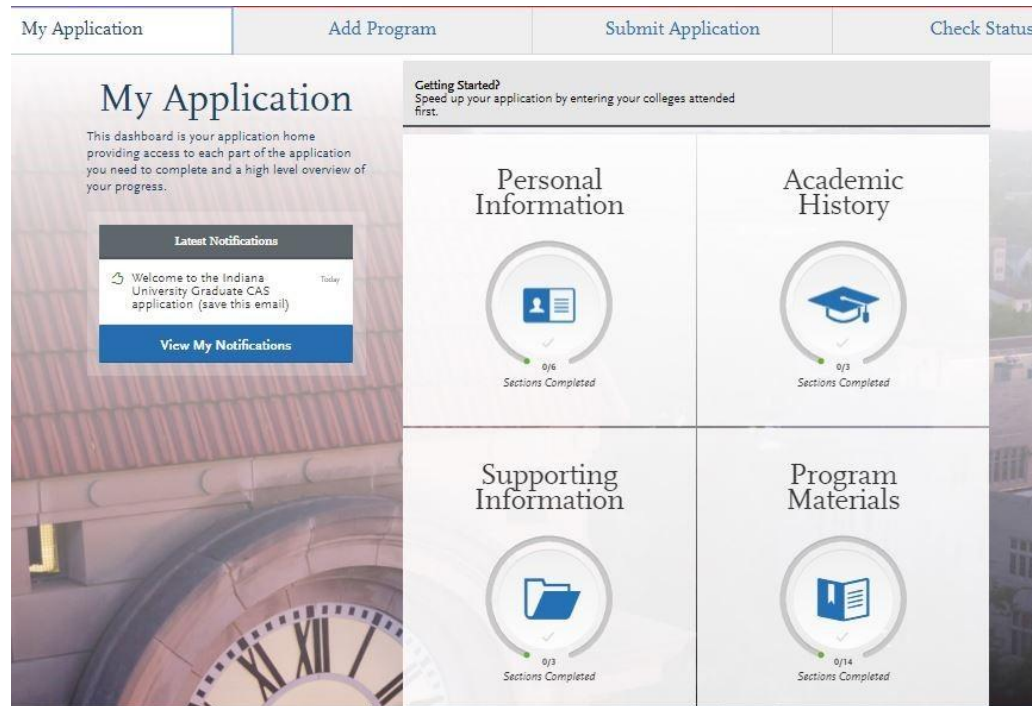 My Application
Add Program
Submit Application
Check Status
My Application
This dashboard is your application home
providing access to each part of the application
you need to complete and a high level overview of
your progress.
Latest Notifications
Welcome to the Indiana
University Graduate CAS
application (save this email)
Today
View My Notifications
Getting Started?
Speed up your application by entering your colleges attended
first.
Personal
Information
0/6
Sections Completed
Academic
History
0/3
Sections Completed
Supporting
Information
0/3
Sections Completed
Program
Materials
0/14
Sections Completed
XII
XI
I